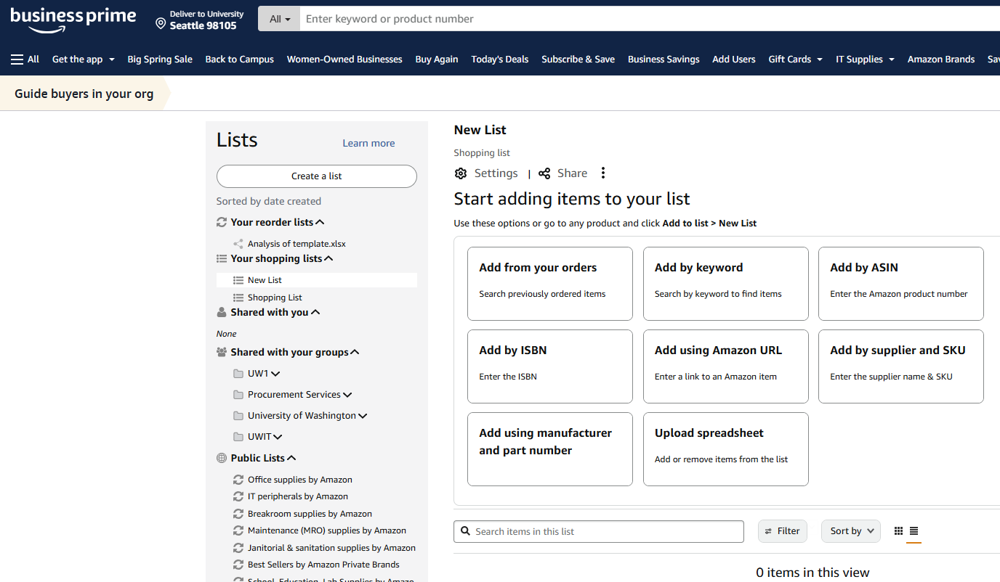 business prime
Deliver to University
Seattle 98105
All
Enter keyword or product number
All
Get the app
Big Spring Sale
Back to Campus
Women-Owned Businesses
Buy Again
Today's Deals
Subscribe & Save
Business Savings
Add Users
Gift Cards
IT Supplies
Amazon Brands
Guide buyers in your org
Lists
Learn more
Create a list
Sorted by date created
Your reorder lists
Analysis of template.xlsx
Your shopping lists
New List
Shopping List
Shared with you
None
Shared with your groups
UW1
Procurement Services
University of Washington
UWIT
Public Lists
Office supplies by Amazon
IT peripherals by Amazon
Breakroom supplies by Amazon
Maintenance (MRO) supplies by Amazon
Janitorial & sanitation supplies by Amazon
Best Sellers by Amazon Private Brands
School, Education, Lab Supplies by Amazo
New List
Shopping list
Settings | Share
Start adding items to your list
Use these options or go to any product and click Add to list > New List
Add from your orders
Search previously ordered items
Add by keyword
Search by keyword to find items
Add by ASIN
Enter the Amazon product number
Add by ISBN
Enter the ISBN
Add using Amazon URL
Enter a link to an Amazon item
Add by supplier and SKU
Enter the supplier name & SKU
Add using manufacturer
and part number
Upload spreadsheet
Add or remove items from the list
Search items in this list
Filter
Sort by
0 items in this view